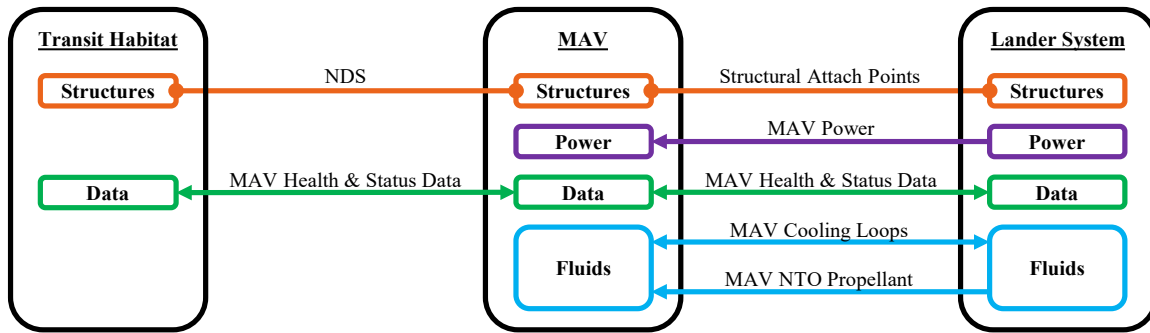 Transit Habitat
MAV
Lander System
Structures
NDS
Structures
Structural Attach Points
Structures
Power
MAV Power
Power
Data
MAV Health & Status Data
Data
MAV Health & Status Data
Data
Fluids
MAV Cooling Loops
MAV NTO Propellant
Fluids